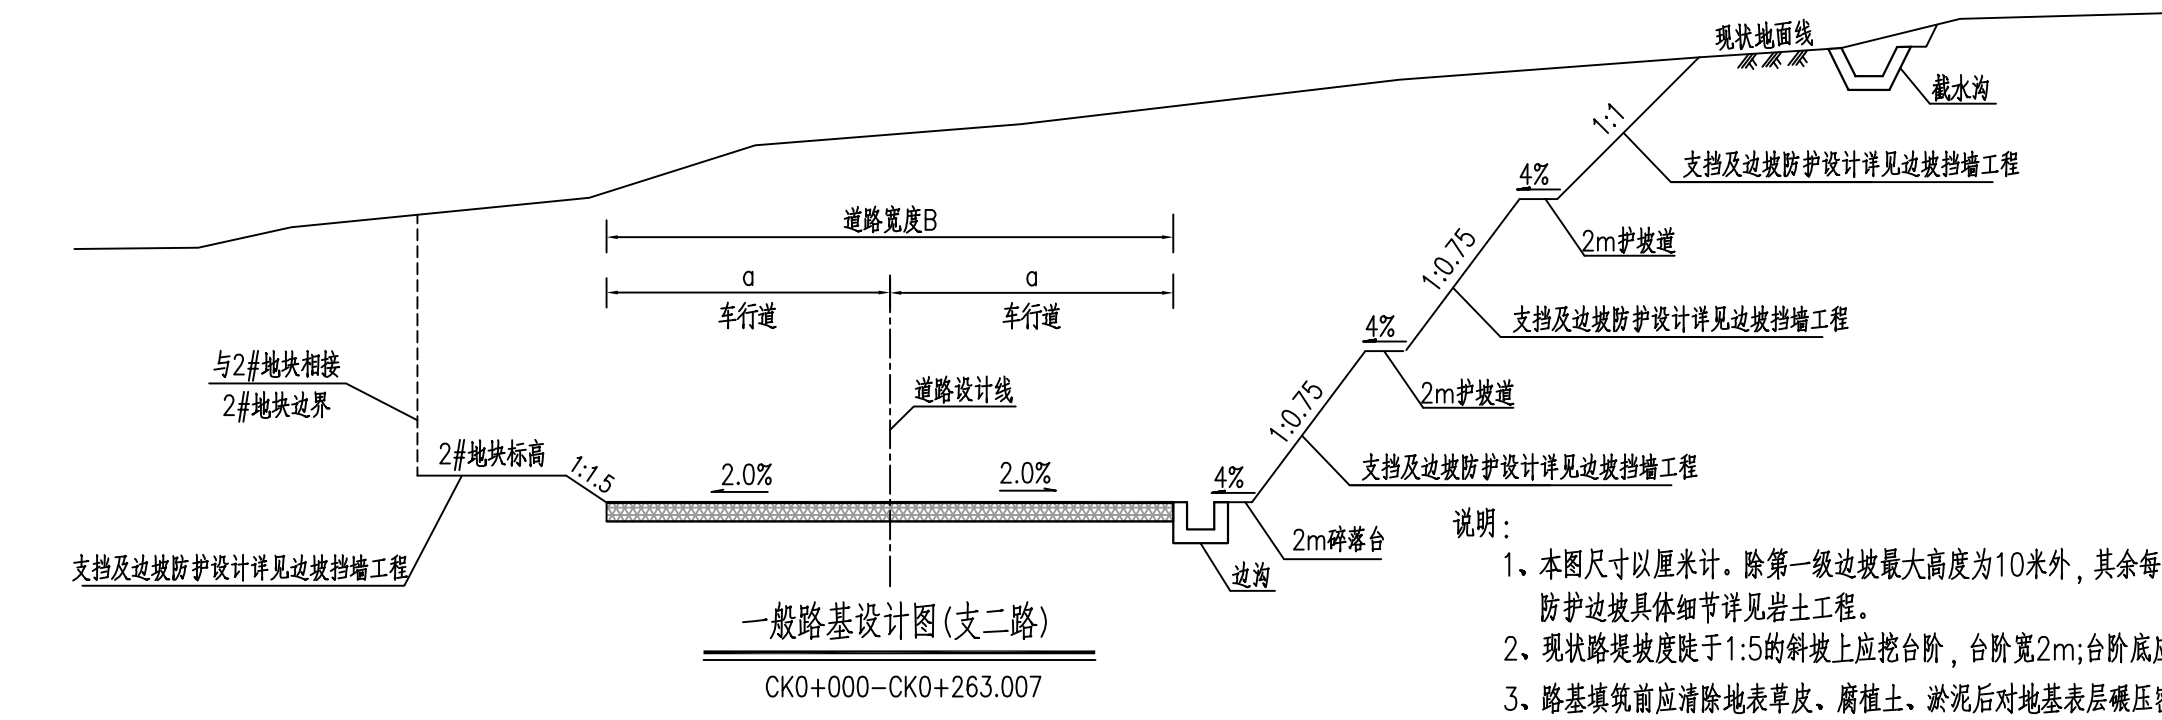 现状地面线
截水沟
1:1
支挡及边坡防护设计详见边坡挡墙工程
4%
道路宽度B
2m护坡道
1:0.75
a
a
车行道
车行道
支挡及边坡防护设计详见边坡挡墙工程
4%
与2#地块相接
2#地块边界
道路设计线
2m护坡道
1:0.75
2#地块标高
1:1.5
2.0%
2.0%
4%
支挡及边坡防护设计详见边坡挡墙工程
2m碎落台
边沟
支挡及边坡防护设计详见边坡挡墙工程
一般路基设计图(支二路)
CK0+000-CK0+263.007
说明:
1、本图尺寸以厘米计。除第一级边坡最大高度为10米外,其余每
防护边坡具体细节详见岩土工程。
2、现状路堤坡度陡于1:5的斜坡上应挖台阶,台阶宽2m;台阶底
3、路基填筑前应清除地表草皮、腐植土、淤泥后对地基表层碾压